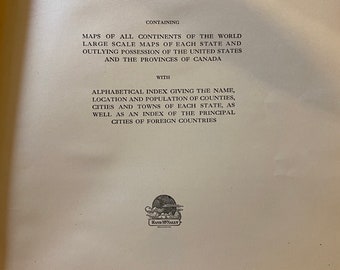 CONTAINING
MAPS OF ALL CONTINENTS OF THE WORLD
LARGE SCALE MAPS OF EACH STATE AND
OUTLYING POSSESSION OF THE UNITED STATES
AND THE PROVINCES OF CANADA
WITH
ALPHABETICAL INDEX GIVING THE NAME,
LOCATION AND POPULATION OF COUNTIES,
CITIES AND TOWNS OF EACH STATE, AS
WELL AS AN INDEX OF THE PRINCIPAL
CITIES OF FOREIGN COUNTRIES
RAND McNALLY